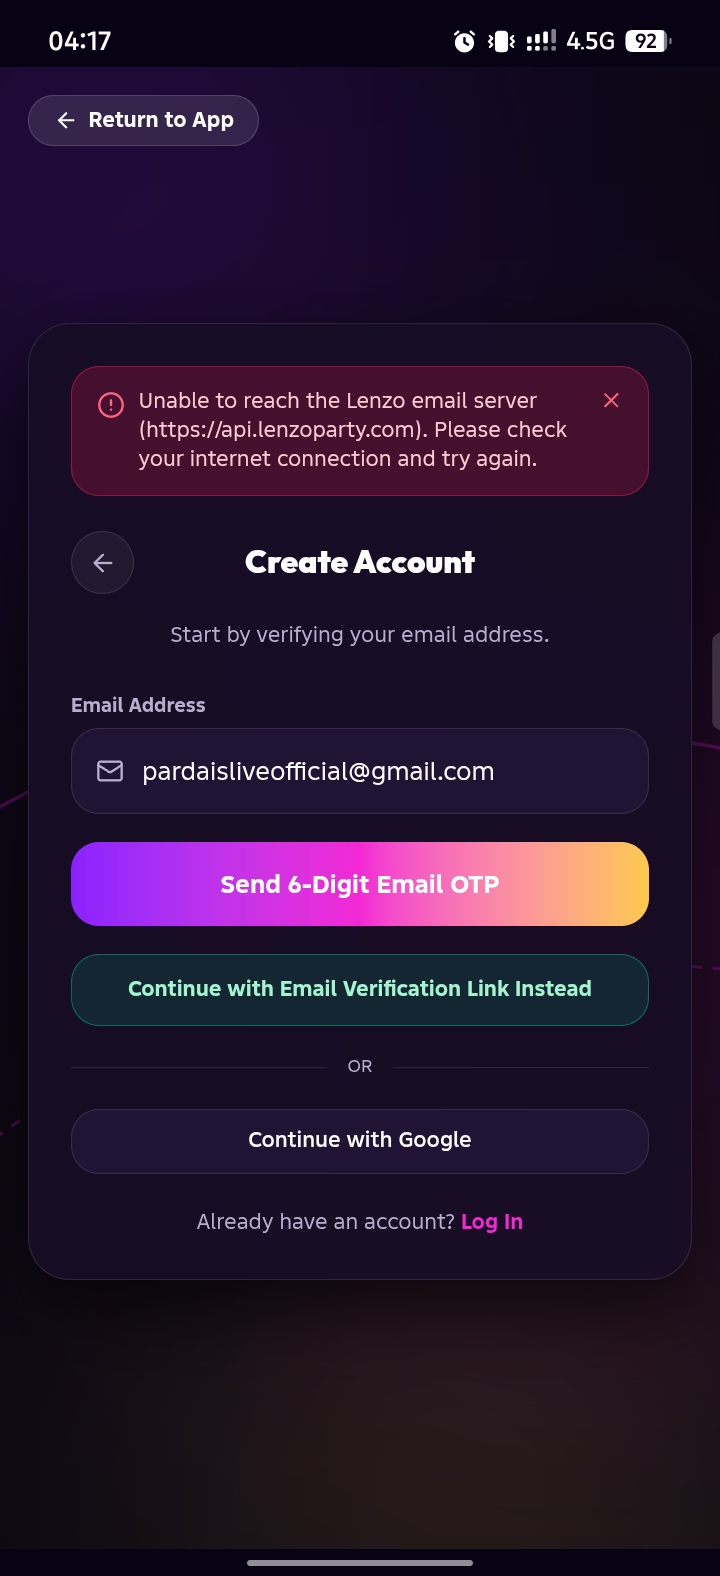 04:17
4.5G
92
Return to App
Unable to reach the Lenzo email server
(https://api.lenzoparty.com). Please check
your internet connection and try again.
Create Account
Start by verifying your email address.
Email Address
pardaisliveofficial@gmail.com
Send 6-Digit Email OTP
Continue with Email Verification Link Instead
OR
Continue with Google
Already have an account? Log In